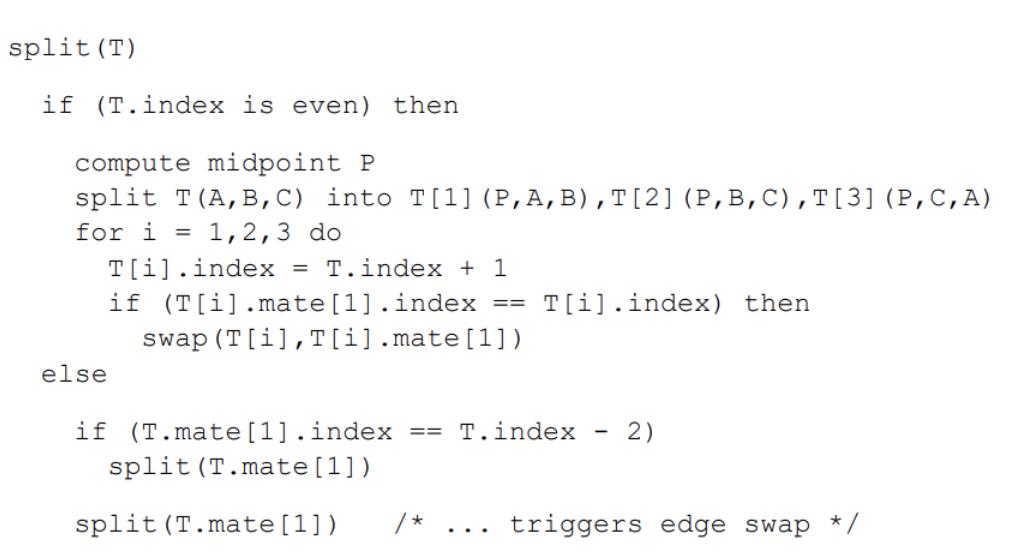 split(T)
if (T.index is even) then
compute midpoint P
split T(A,B,C) into T[1](P,A,B),T[2](P,B,C),T[3](P,C,A)
for i = 1,2,3 do
T[i].index = T.index + 1
if (T[i].mate[1].index == T[i].index) then
swap(T[i],T[i].mate[1])
else
if (T.mate[1].index == T.index - 2)
split(T.mate[1])
split(T.mate[1]) /* ... triggers edge swap */